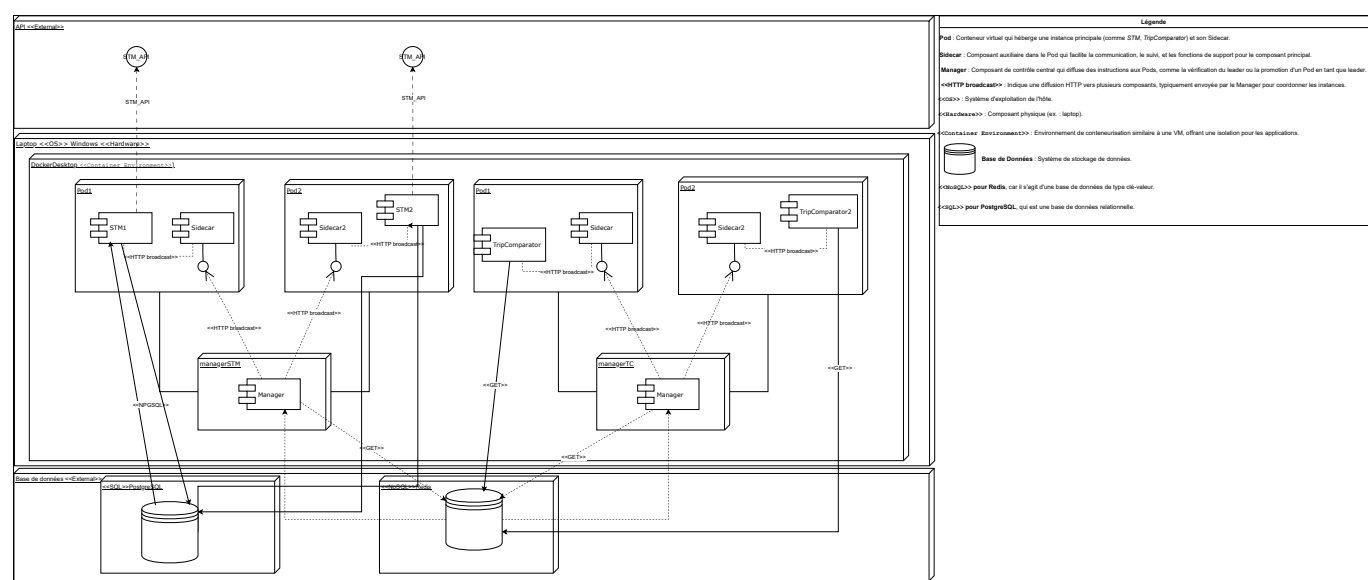 API <<External>>
STM_API
STM_API
STM_API
STM_API
Laptop <<OS>> Windows <<Hardware>>
DockerDesktop <<Container Environment>>)
Pod1
Pod2
Pod1
Pod2
STM1
Sidecar
Sidecar2
STM2
TripComparator
Sidecar
Sidecar2
TripComparator2
<<HTTP broadcast>>
<<HTTP broadcast>>
<<HTTP broadcast>>
<<HTTP broadcast>>
<<HTTP broadcast>>
<<HTTP broadcast>>
<<HTTP broadcast>>
<<HTTP broadcast>>
managerSTM
managerTC
Manager
Manager
<<NPGSQL>>
<<GET>>
<<GET>>
<<GET>>
<<GET>>
Base de données <<External>>
<<SQL>>PostgreSQL
<<NoSQL>>Redis
Légende
Pod : Conteneur virtuel qui héberge une instance principale (comme STM, TripComparator) et son Sidecar.
Sidecar : Composant auxiliaire dans le Pod qui facilite la communication, le suivi, et les fonctions de support pour le composant principal.
Manager : Composant de contrôle central qui diffuse des instructions aux Pods, comme la vérification du leader ou la promotion d'un Pod en tant que leader.
<<HTTP broadcast>> : Indique une diffusion HTTP vers plusieurs composants, typiquement envoyée par le Manager pour coordonner les instances.
<<OS>> : Système d'exploitation de l'hôte.
<<Hardware>> : Composant physique (ex. : laptop).
<<Container Environment>> : Environnement de conteneurisation similaire à une VM, offrant une isolation pour les applications.
Base de Données : Système de stockage de données.
<<NoSQL>> pour Redis, car il s'agit d'une base de données de type clé-valeur.
<<SQL>> pour PostgreSQL, qui est une base de données relationnelle.